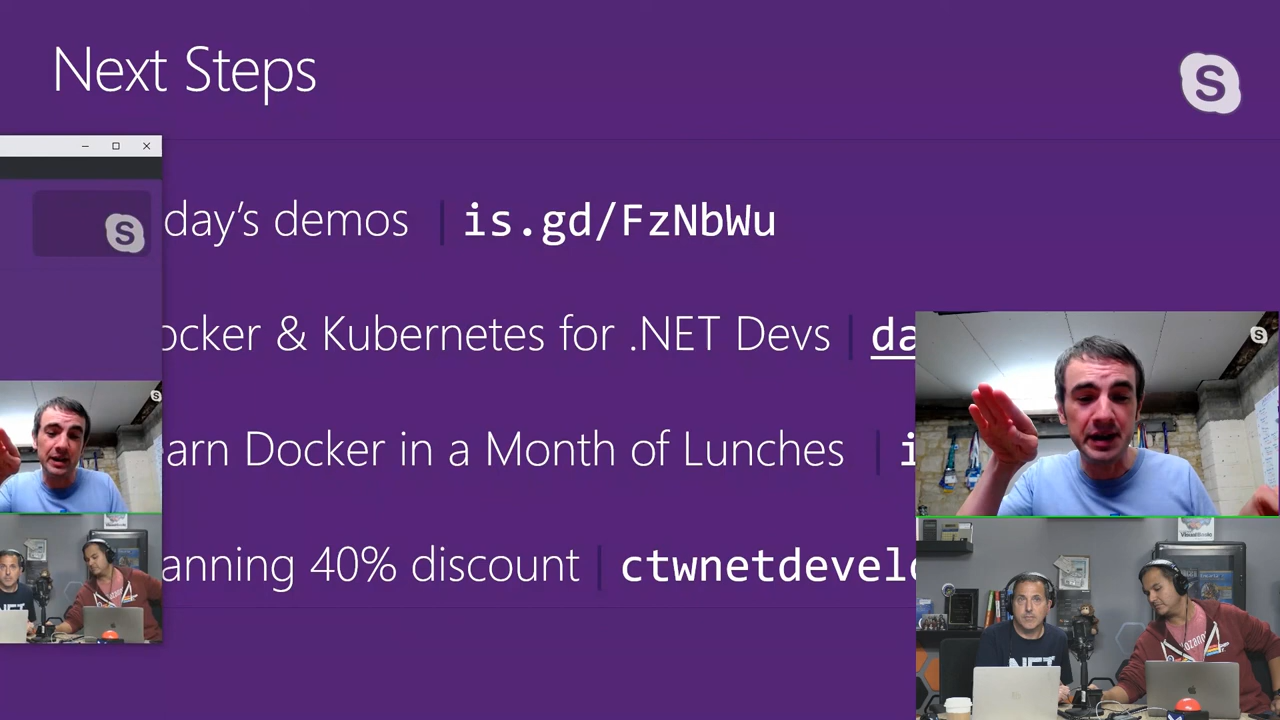 Next Steps
day's demos | is.gd/FzNbWu
ocker & Kubernetes for .NET Devs | da
arn Docker in a Month of Lunches | i
anning 40% discount | ctwnetdevel
S
S
.NET